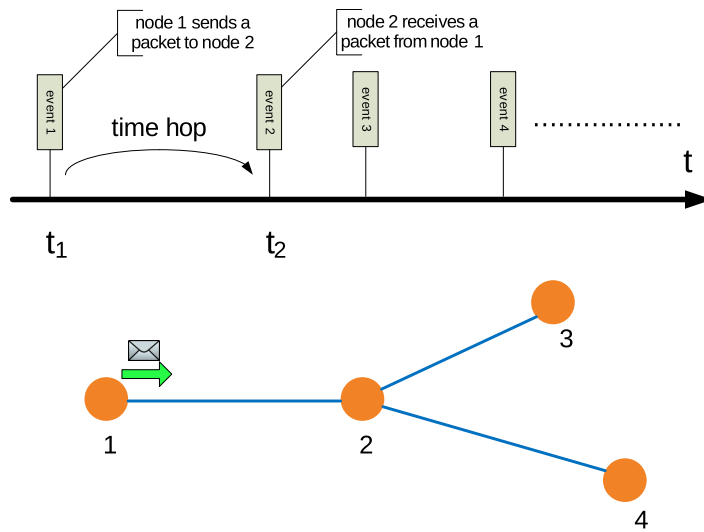 node 1 sends a
packet to node 2
node 2 receives a
packet from node 1
event 1
event 2
event 3
event 4
time hop
t
t1
t2
3
1
2
4